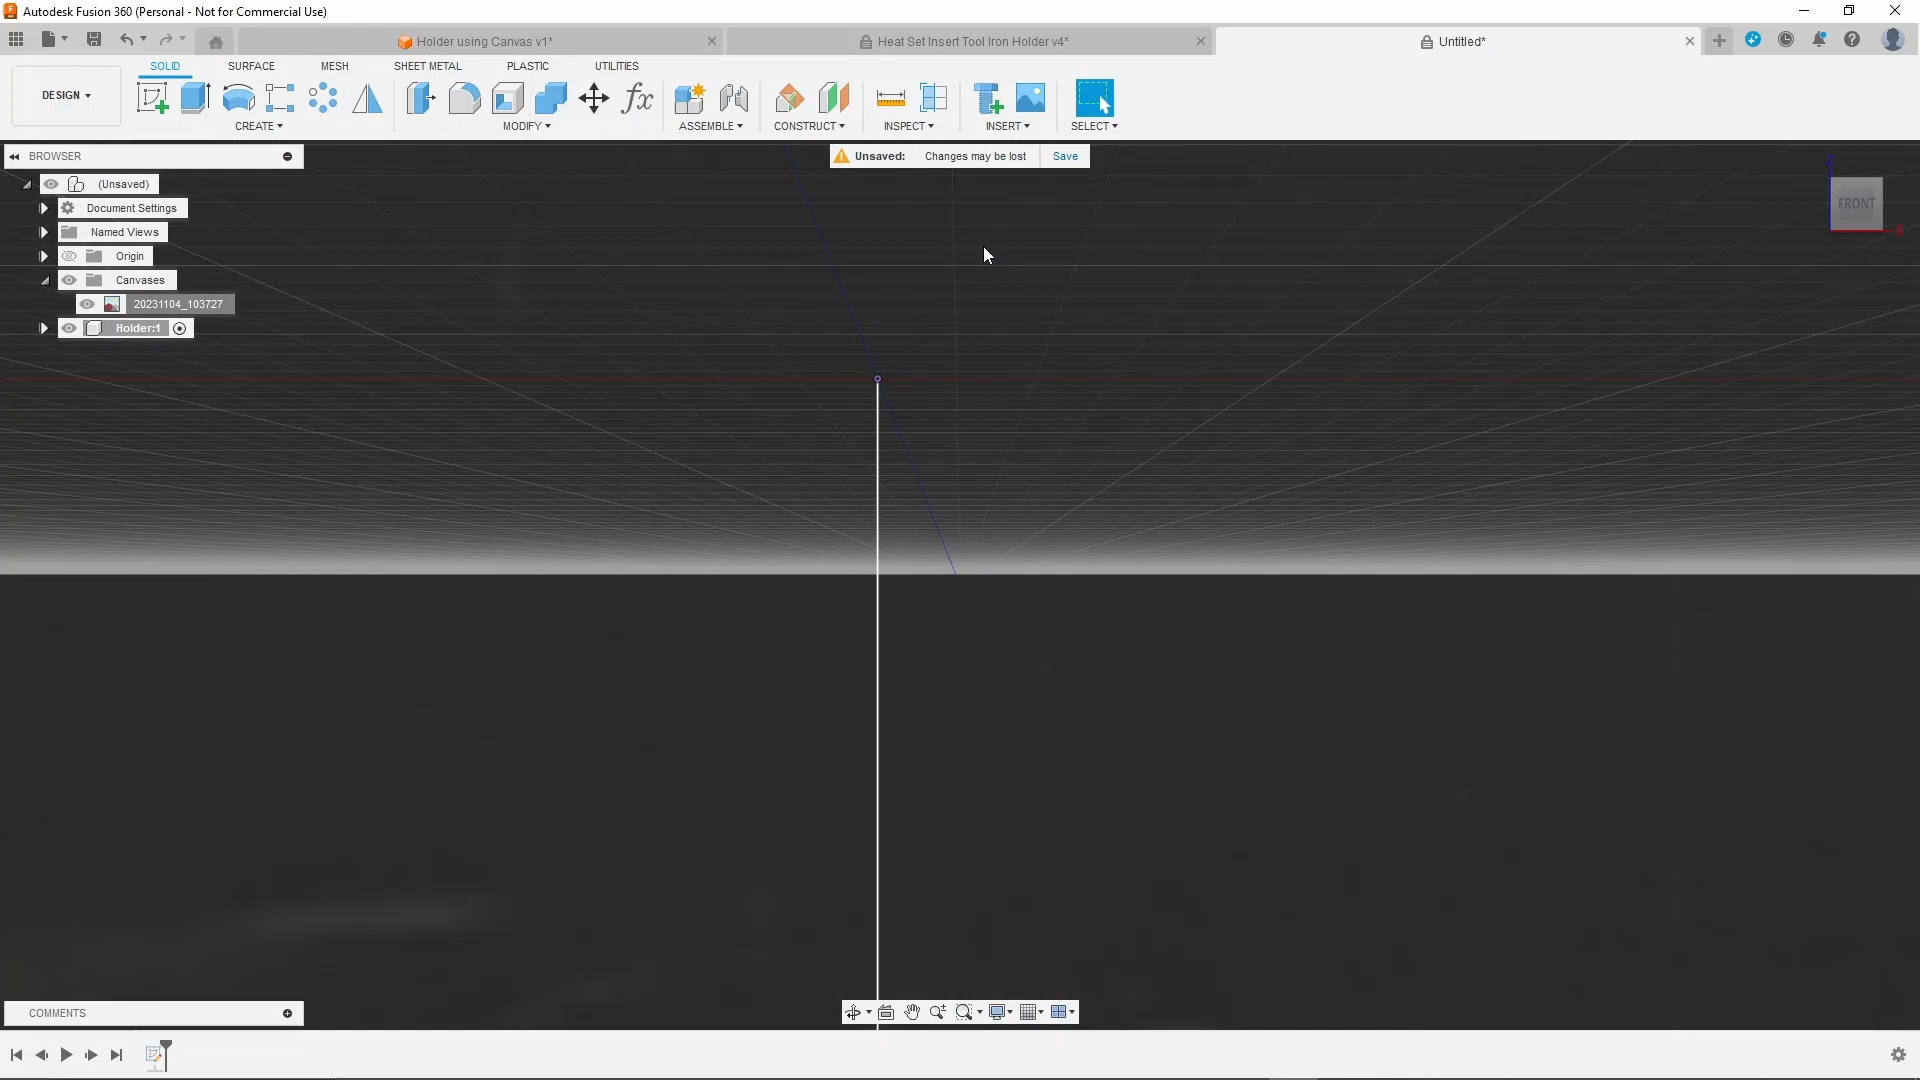 Autodesk Fusion 360 (Personal - Not for Commercial Use)
Holder using Canvas v1*
Heat Set Insert Tool Iron Holder v4*
Untitled*
SOLID
SURFACE
MESH
SHEET METAL
PLASTIC
UTILITIES
DESIGN
fx
CREATE
MODIFY
ASSEMBLE
CONSTRUCT
INSPECT
INSERT
SELECT
BROWSER
Unsaved: Changes may be lost Save
(Unsaved)
Document Settings
Named Views
Origin
Canvases
20231104_103727
Holder:1
Z
FRONT
X
COMMENTS